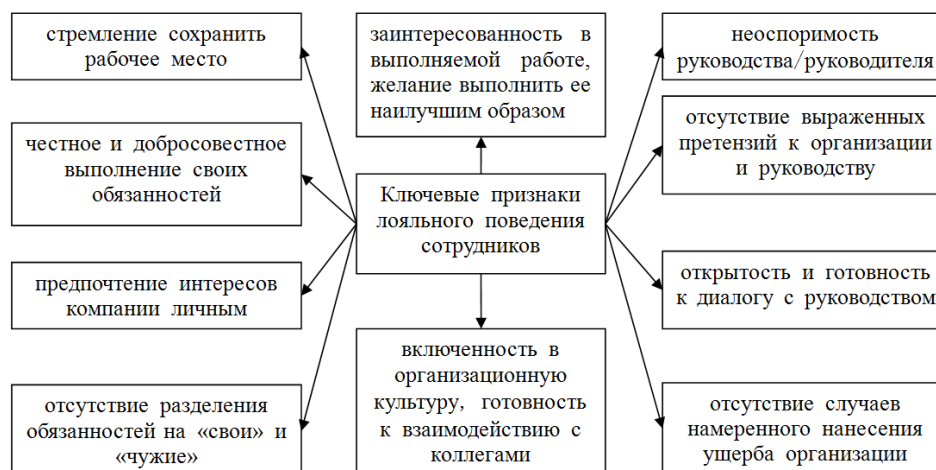 стремление сохранить
рабочее место
заинтересованность в
выполняемой работе,
желание выполнить ее
наилучшим образом
неоспоримость
руководства/руководителя
честное и добросовестное
выполнение своих
обязанностей
отсутствие выраженных
претензий к организации
и руководству
Ключевые признаки
лояльного поведения
сотрудников
предпочтение интересов
компании личным
открытость и готовность
к диалогу с руководством
отсутствие разделения
обязанностей на «свои» и
«чужие»
включенность в
организационную
культуру, готовность
к взаимодействию с
коллегами
отсутствие случаев
намеренного нанесения
ущерба организации